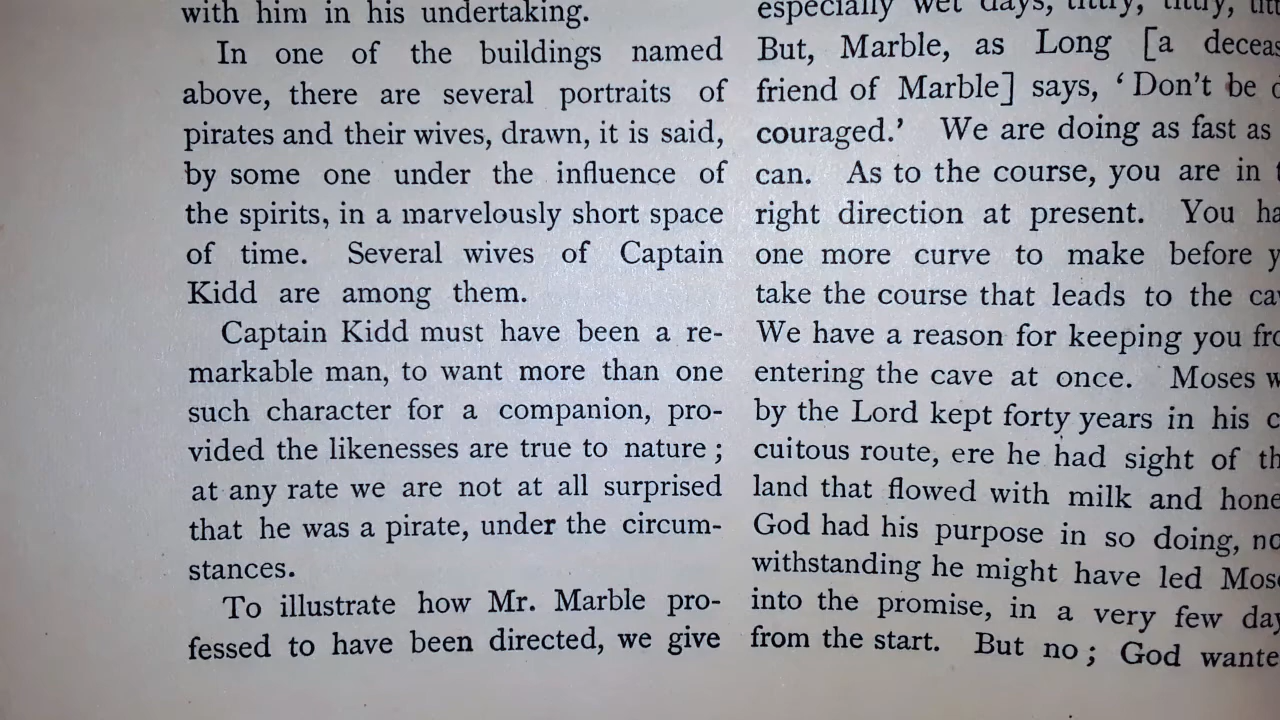 with him in his undertaking.
In one of the buildings named
above, there are several portraits of
pirates and their wives, drawn, it is said,
by some one under the influence of
the spirits, in a marvelously short space
of time. Several wives of Captain
Kidd are among them.
Captain Kidd must have been a re-
markable man, to want more than one
such character for a companion, pro-
vided the likenesses are true to nature ;
at any rate we are not at all surprised
that he was a pirate, under the circum-
stances.
To illustrate how Mr. Marble pro-
fessed to have been directed, we give
especially wet days,
But, Marble, as Long [a
friend of Marble] says, ‘ Don't be
couraged.’ We are doing as fast as
can. As to the course, you are in
right direction at present. You
one more curve to make before
take the course that leads to the
We have a reason for keeping you
entering the cave at once. Moses
by the Lord kept forty years in his
cuitous route, ere he had sight of
land that flowed with milk and
God had his purpose in so doing,
withstanding he might have led
into the promise, in a very few
from the start. But no ; God